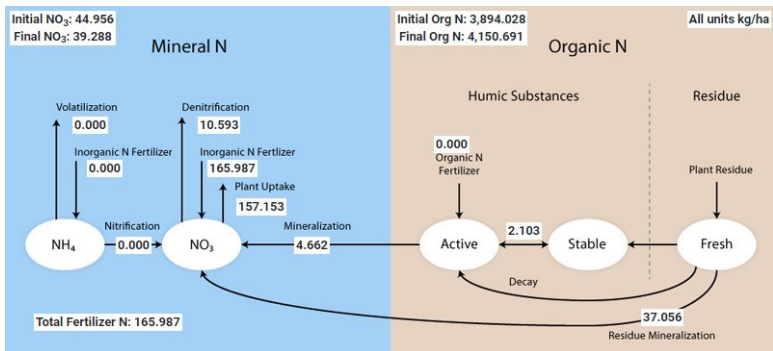 Initial NO₃: 44.956
Final NO₃: 39.288
Mineral N
Initial Org N: 3,894.028
Final Org N: 4,150.691
All units kg/ha
Organic N
Humic Substances
Residue
Volatilization
0.000
Denitrification
10.593
Inorganic N Fertilizer
0.000
Inorganic N Fertlizer
165.987
Plant Uptake
157.153
0.000
Organic N
Fertilizer
Plant Residue
NH₄
Nitrification
0.000
NO₃
Mineralization
4.662
Active
2.103
Stable
Fresh
Decay
37.056
Residue Mineralization
Total Fertilizer N: 165.987